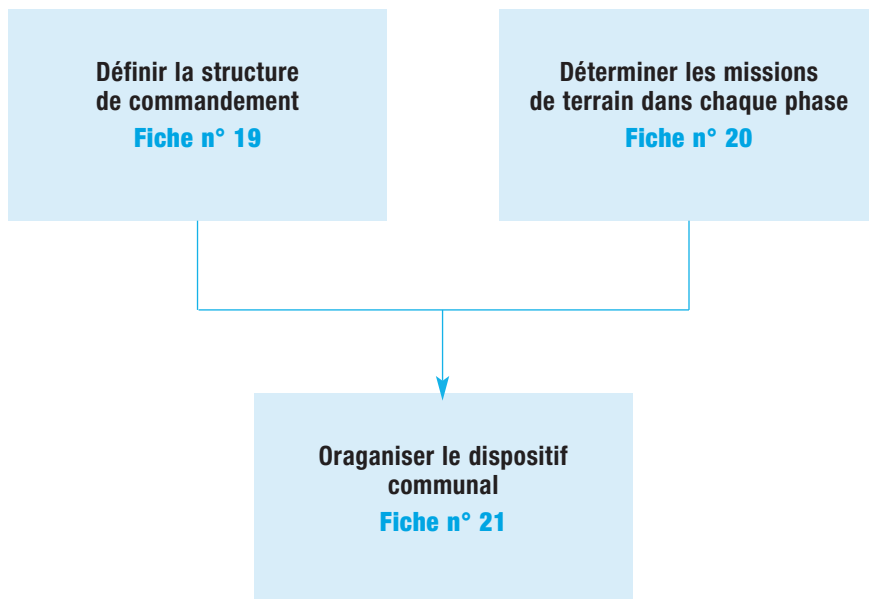 Définir la structure
de commandement
Fiche n° 19
Déterminer les missions
de terrain dans chaque phase
Fiche n° 20
Oraganiser le dispositif
communal
Fiche n° 21